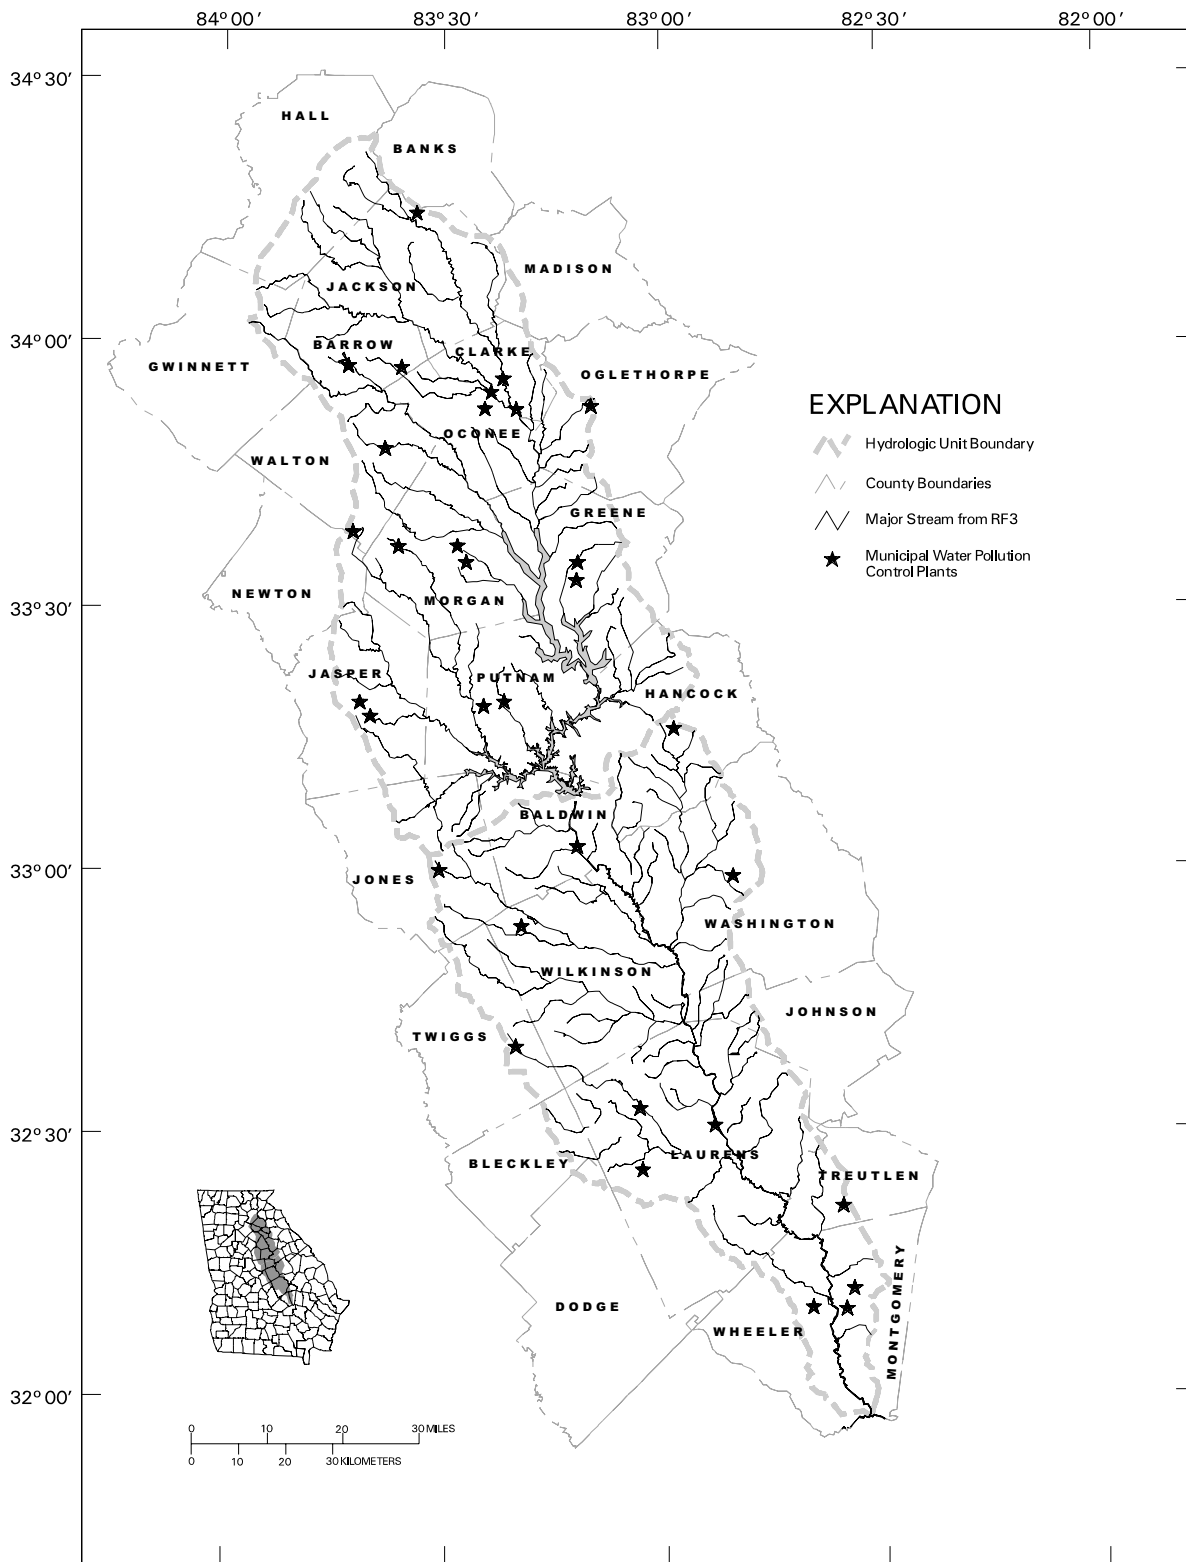 84° 00′ 83° 30′ 83° 00′ 82° 30′ 82° 00′
34° 30′
HALL
BANKS
MADISON
JACKSON
34° 00′
BARROW
CLARKE
GWINNETT
OGLETHORPE
EXPLANATION
OCONEE
Hydrologic Unit Boundary
WALTON
County Boundaries
GREENE
Major Stream from RF3
Municipal Water Pollution
Control Plants
NEWTON
MORGAN
33° 30′
JASPER
PUTNAM
HANCOCK
BALDWIN
33° 00′
JONES
WASHINGTON
WILKINSON
JOHNSON
TWIGGS
32° 30′
LAURENS
BLECKLEY
TREUTLEN
MONTGOMERY
DODGE
WHEELER
32° 00′
0 10 20 30 MILES
0 10 20 30 KILOMETERS